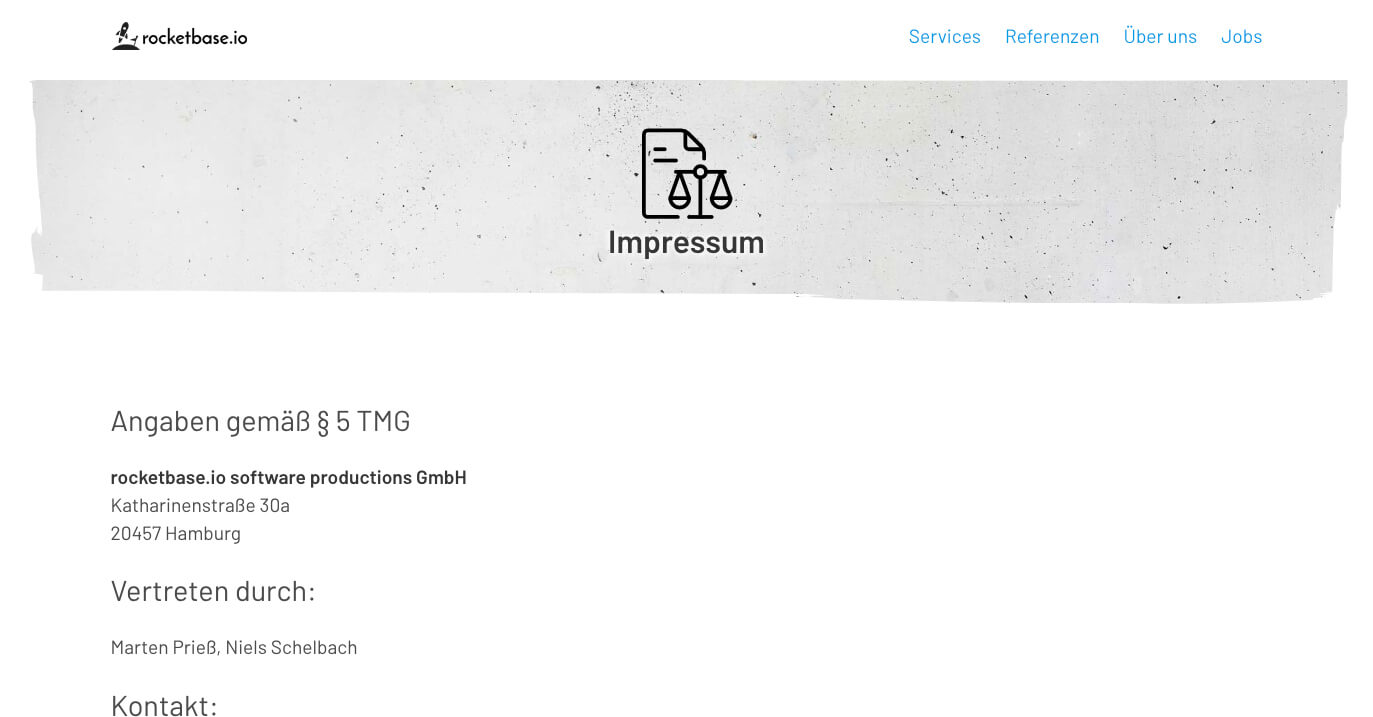 rocketbase.io
Services Referenzen Über uns Jobs
Impressum
Angaben gemäß § 5 TMG
rocketbase.io software productions GmbH
Katharinenstraße 30a
20457 Hamburg
Vertreten durch:
Marten Prieß, Niels Schelbach
Kontakt: